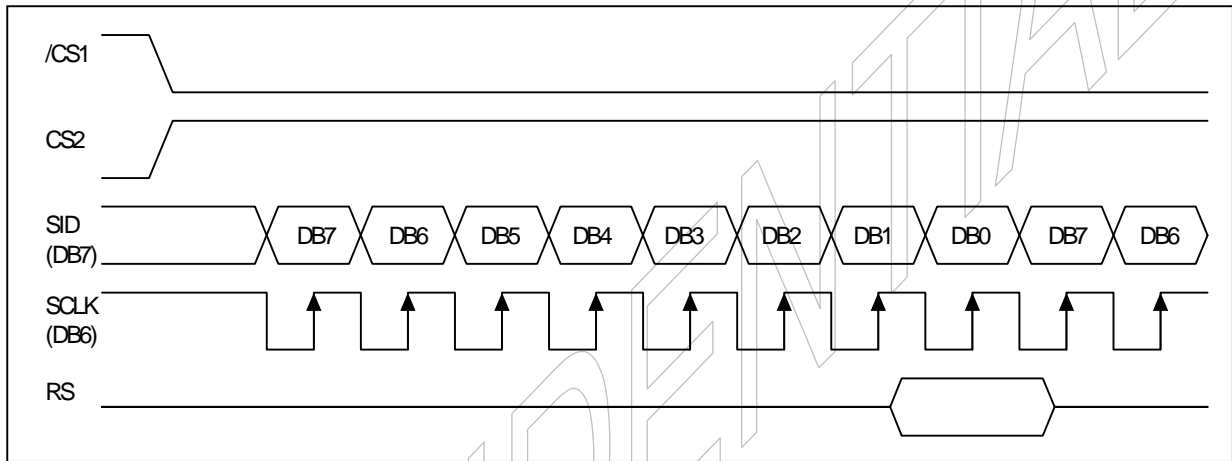 /CS1
CS2
SID
(DB7)
DB7 DB6 DB5 DB4 DB3 DB2 DB1 DB0 DB7 DB6
SCLK
(DB6)
RS